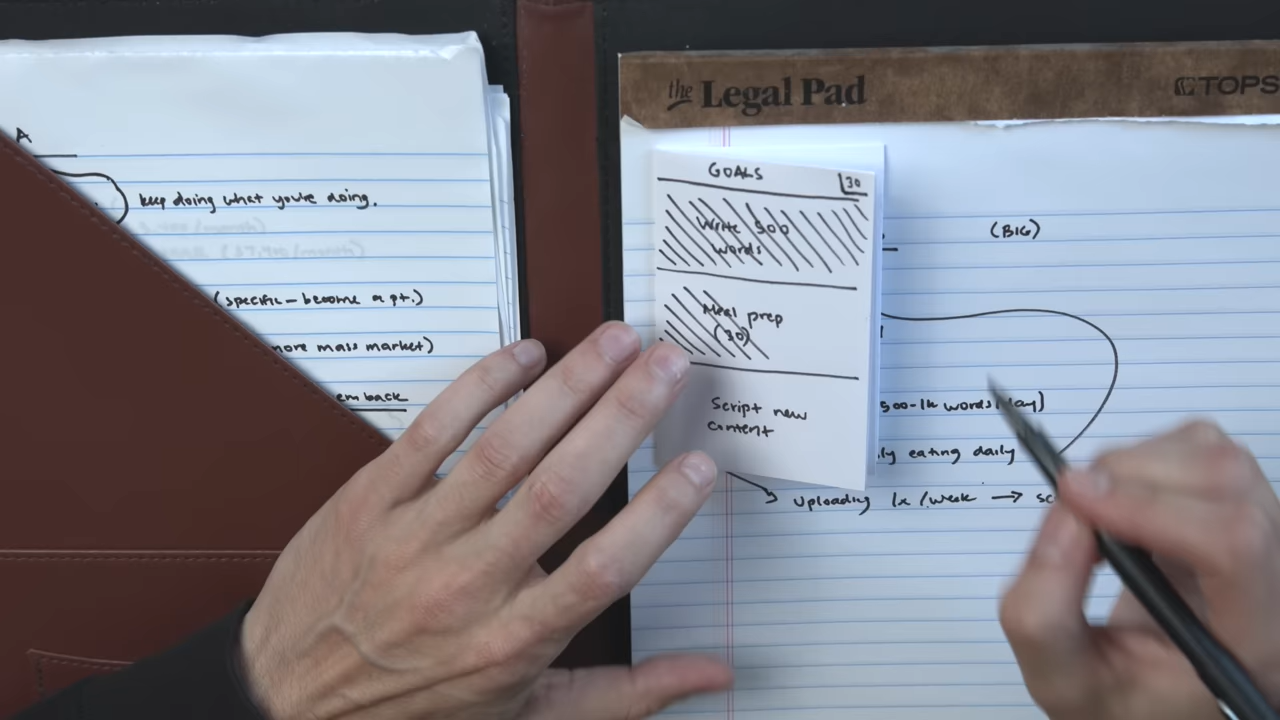 A
keep doing what you're doing.
(specific – become a pt.)
more mass market)
em back
the Legal Pad
TOPS
GOALS
30
Write 500
words
Meal prep
(30)
Script new
content
(BIG)
500-1k words/day)
ly eating daily
uploading 1x/week → sc